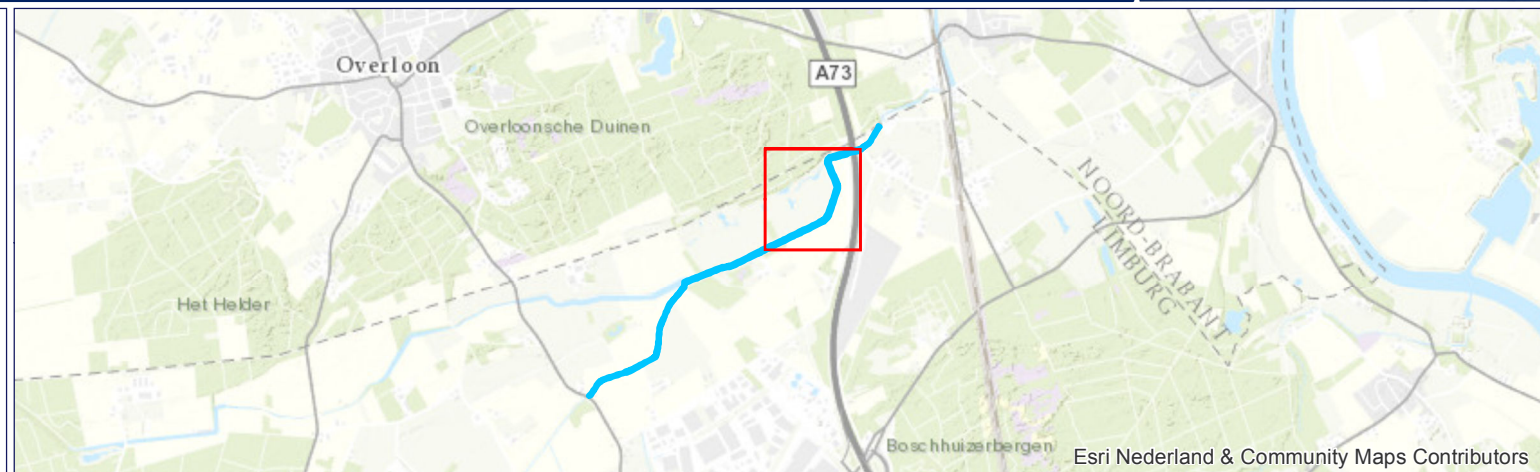 Overloon
A73
Overloonsche Duinen
NOORD-BRABANT
LIMBURG
Het Helder
Boschhuizerbergen
Esri Nederland & Community Maps Contributors